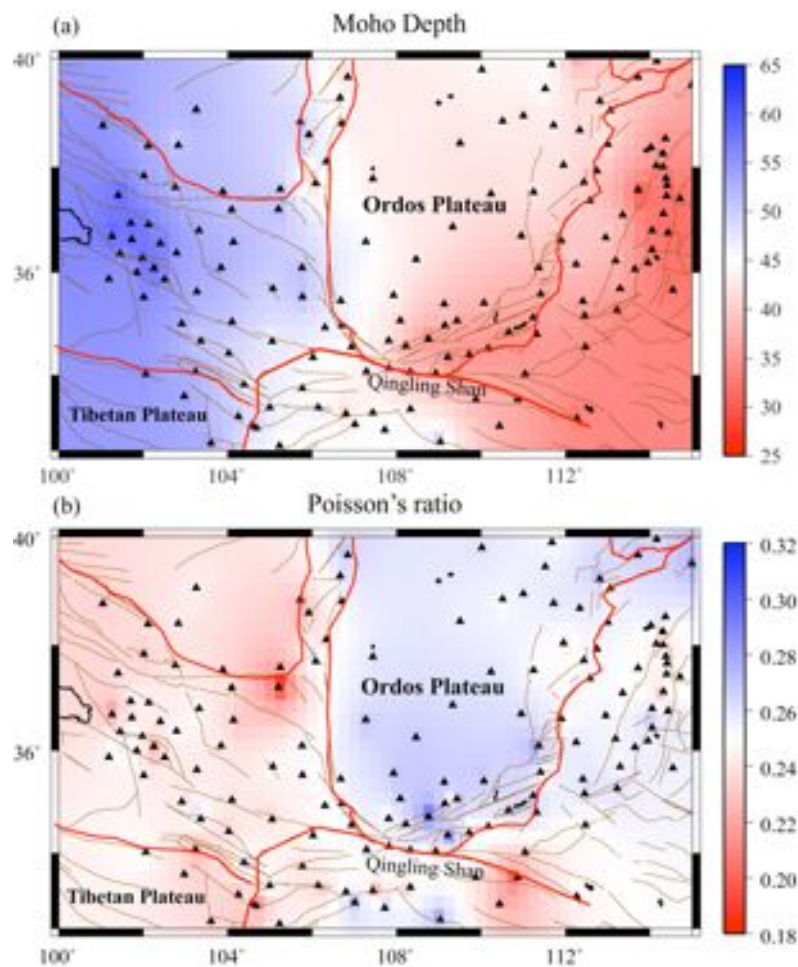 (a) Moho Depth
40˚
65
60
55
50
45
40
35
30
25
Ordos Plateau
36˚
Qingling Shan
Tibetan Plateau
100˚ 104˚ 108˚ 112˚
(b) Poisson's ratio
40˚
0.32
0.30
0.28
0.26
0.24
0.22
0.20
0.18
Ordos Plateau
36˚
Qingling Shan
Tibetan Plateau
100˚ 104˚ 108˚ 112˚